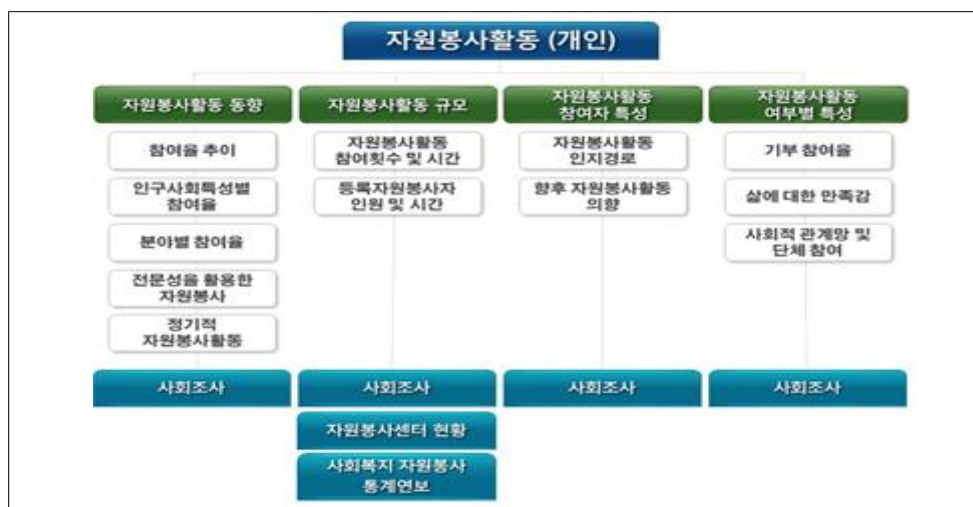 자원봉사활동 (개인)
자원봉사활동 동향
참여율 추이
인구사회특성별
참여율
분야별 참여율
전문성을 활용한
자원봉사
정기적
자원봉사활동
사회조사
자원봉사활동 규모
자원봉사활동
참여횟수 및 시간
등록자원봉사자
인원 및 시간
사회조사
자원봉사센터 현황
사회복지 자원봉사
통계연보
자원봉사활동
참여자 특성
자원봉사활동
인지경로
향후 자원봉사활동
의향
사회조사
자원봉사활동
여부별 특성
기부 참여율
삶에 대한 만족감
사회적 관계망 및
단체 참여
사회조사